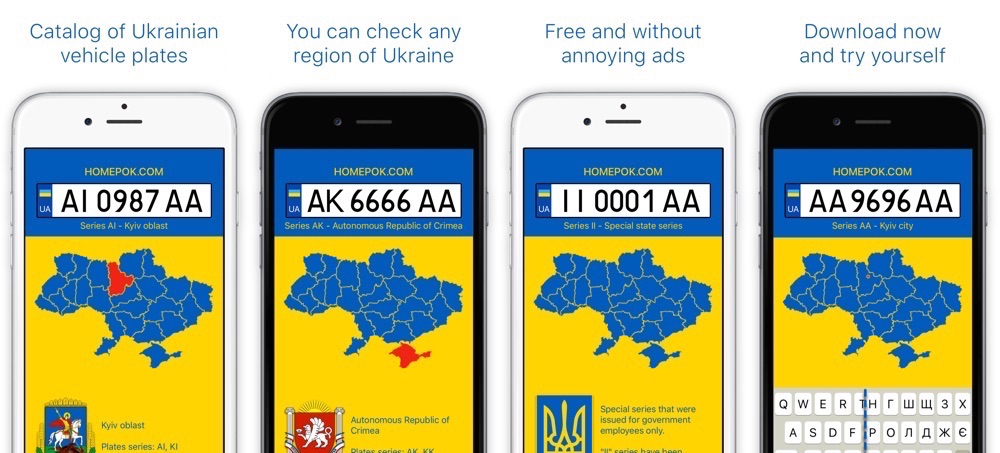 Catalog of Ukrainian
vehicle plates
HOMEPOK.COM
UA
AI 0987 AA
Series AI - Kyiv oblast
Kyiv oblast
Plates series: AI, KI
You can check any
region of Ukraine
HOMEPOK.COM
UA
AK 6666 AA
Series AK - Autonomous Republic of Crimea
Autonomous Republic of
Crimea
Plates series: AK, KK
Free and without
annoying ads
HOMEPOK.COM
UA
II 0001 AA
Series II - Special state series
Special series that were
issued for government
employees only.
"II" series have been
Download now
and try yourself
HOMEPOK.COM
UA
AA 9696 AA
Series AA - Kyiv city
Q W E R T Н Г Ш Щ З Х
A S D F Р О Л Д Ж Є